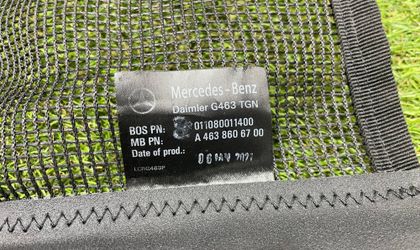 Mercedes-Benz
Daimler G463 TGN
BOS PN: 011080011400
MB PN: A 463 860 67 00
Date of prod.: